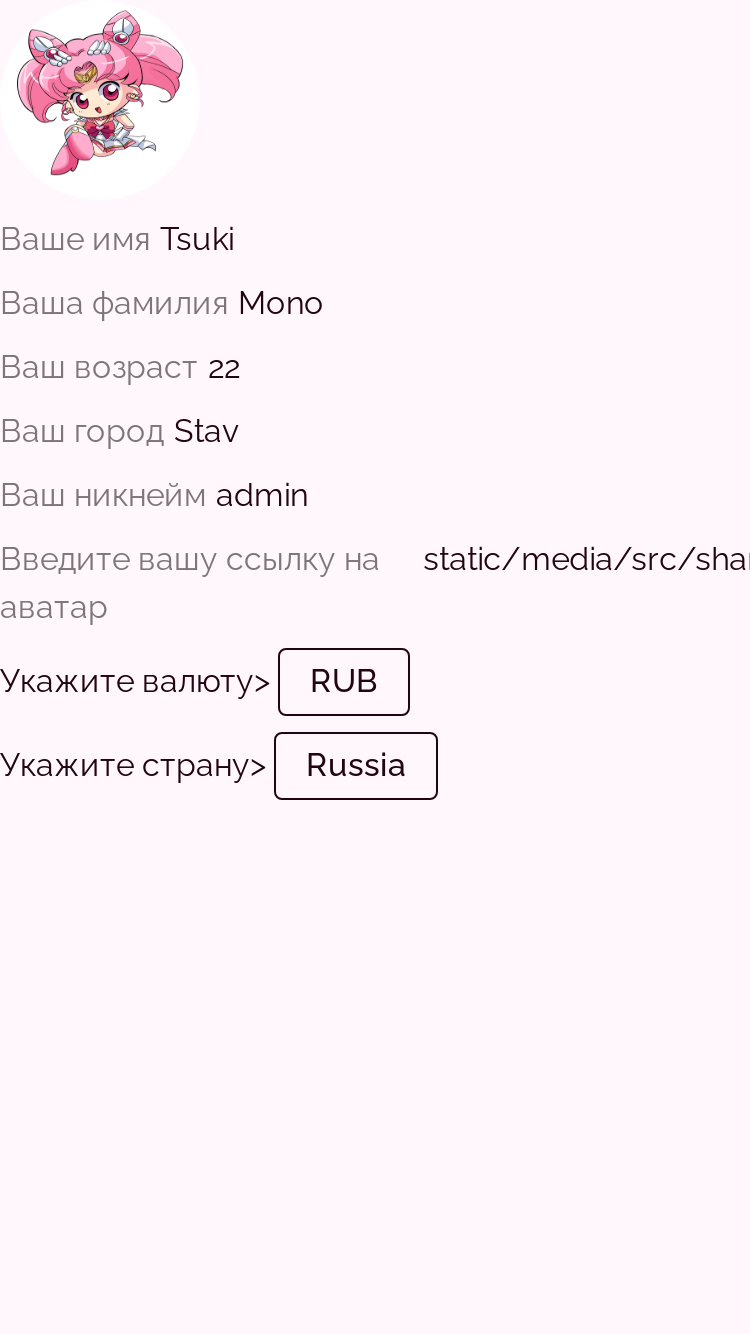 Ваше имя Tsuki
Ваша фамилия Mono
Ваш возраст 22
Ваш город Stav
Ваш никнейм admin
Введите вашу ссылку на static/media/src/shar
аватар
Укажите валюту> RUB
Укажите страну> Russia